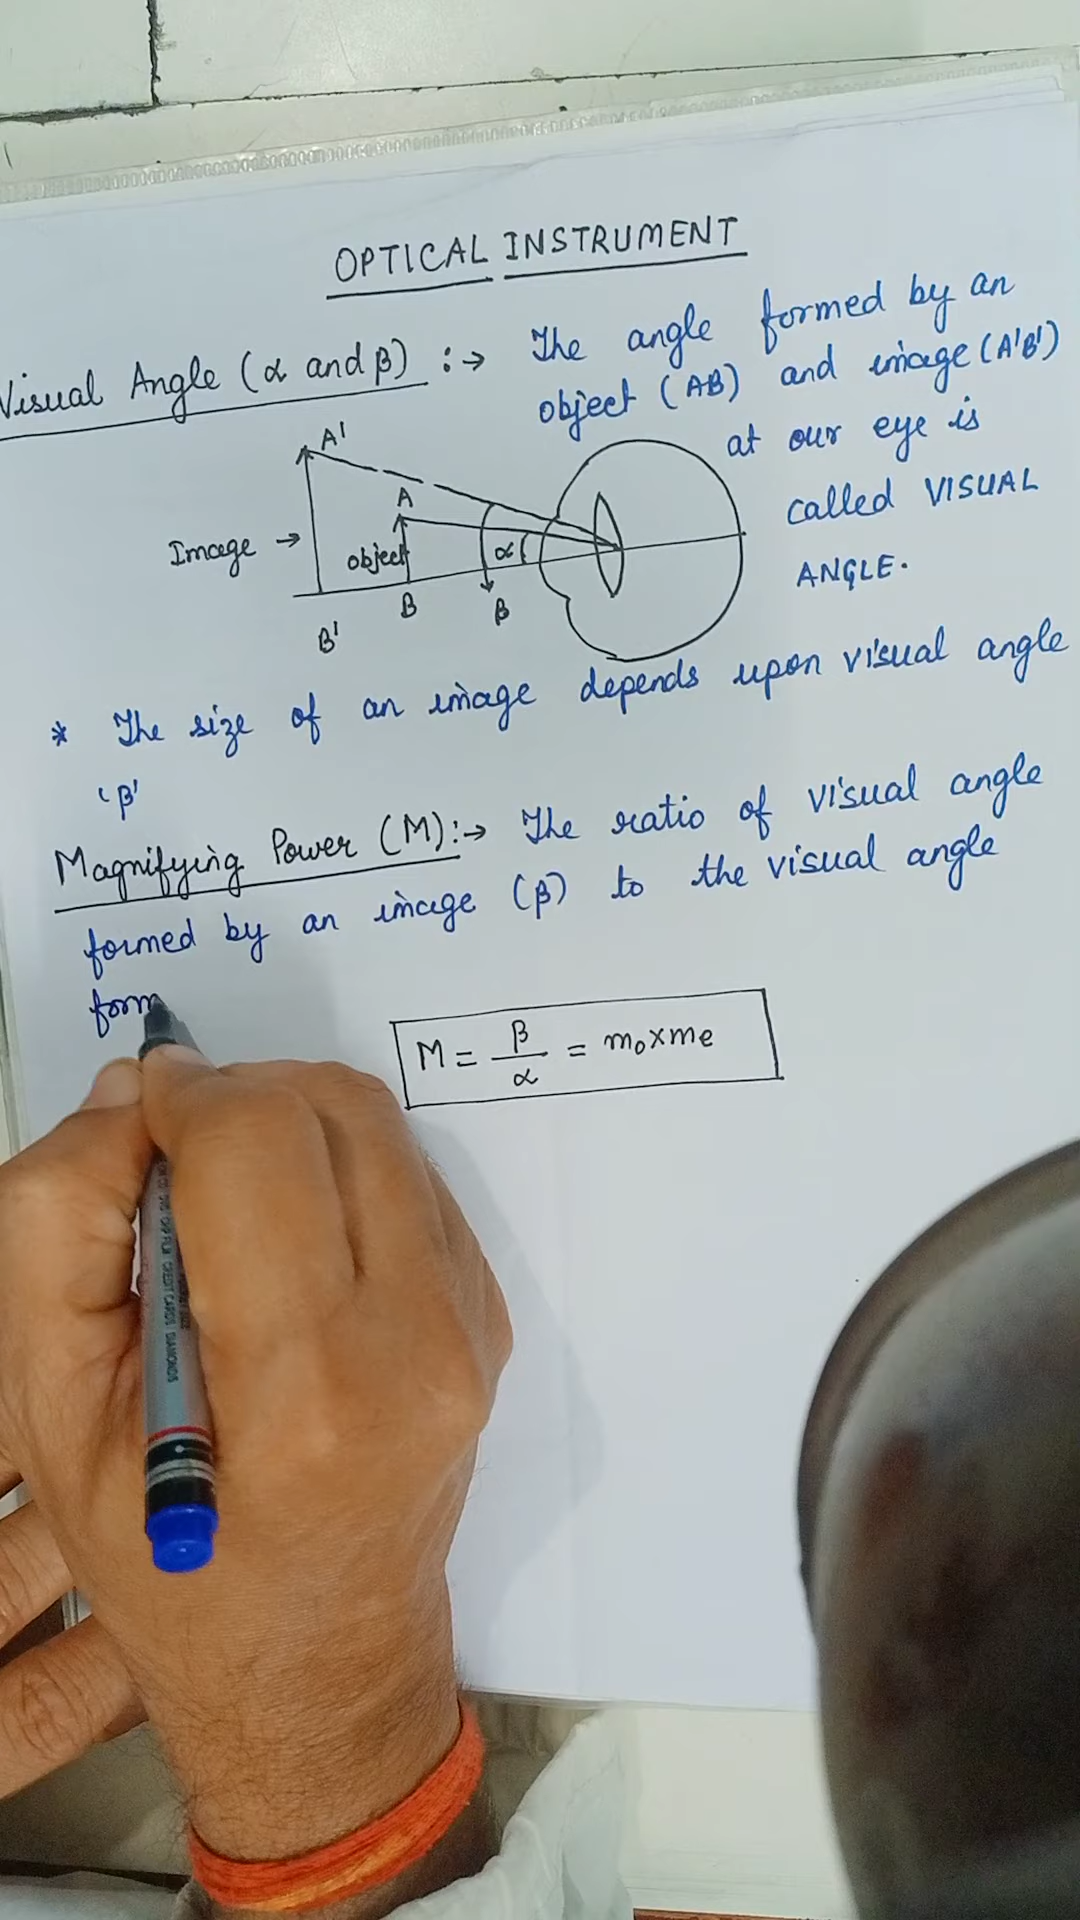 OPTICAL INSTRUMENT
Visual Angle (α and β) :→ The angle formed by an
object (AB) and image (A'B')
at our eye is
called VISUAL
ANGLE.
A'
A
Image →
object
α
B
β
B'
* The size of an image depends upon visual angle
'β'
Magnifying Power (M):→ The ratio of visual angle
formed by an image (β) to the visual angle
form
M = β/α = mo x me